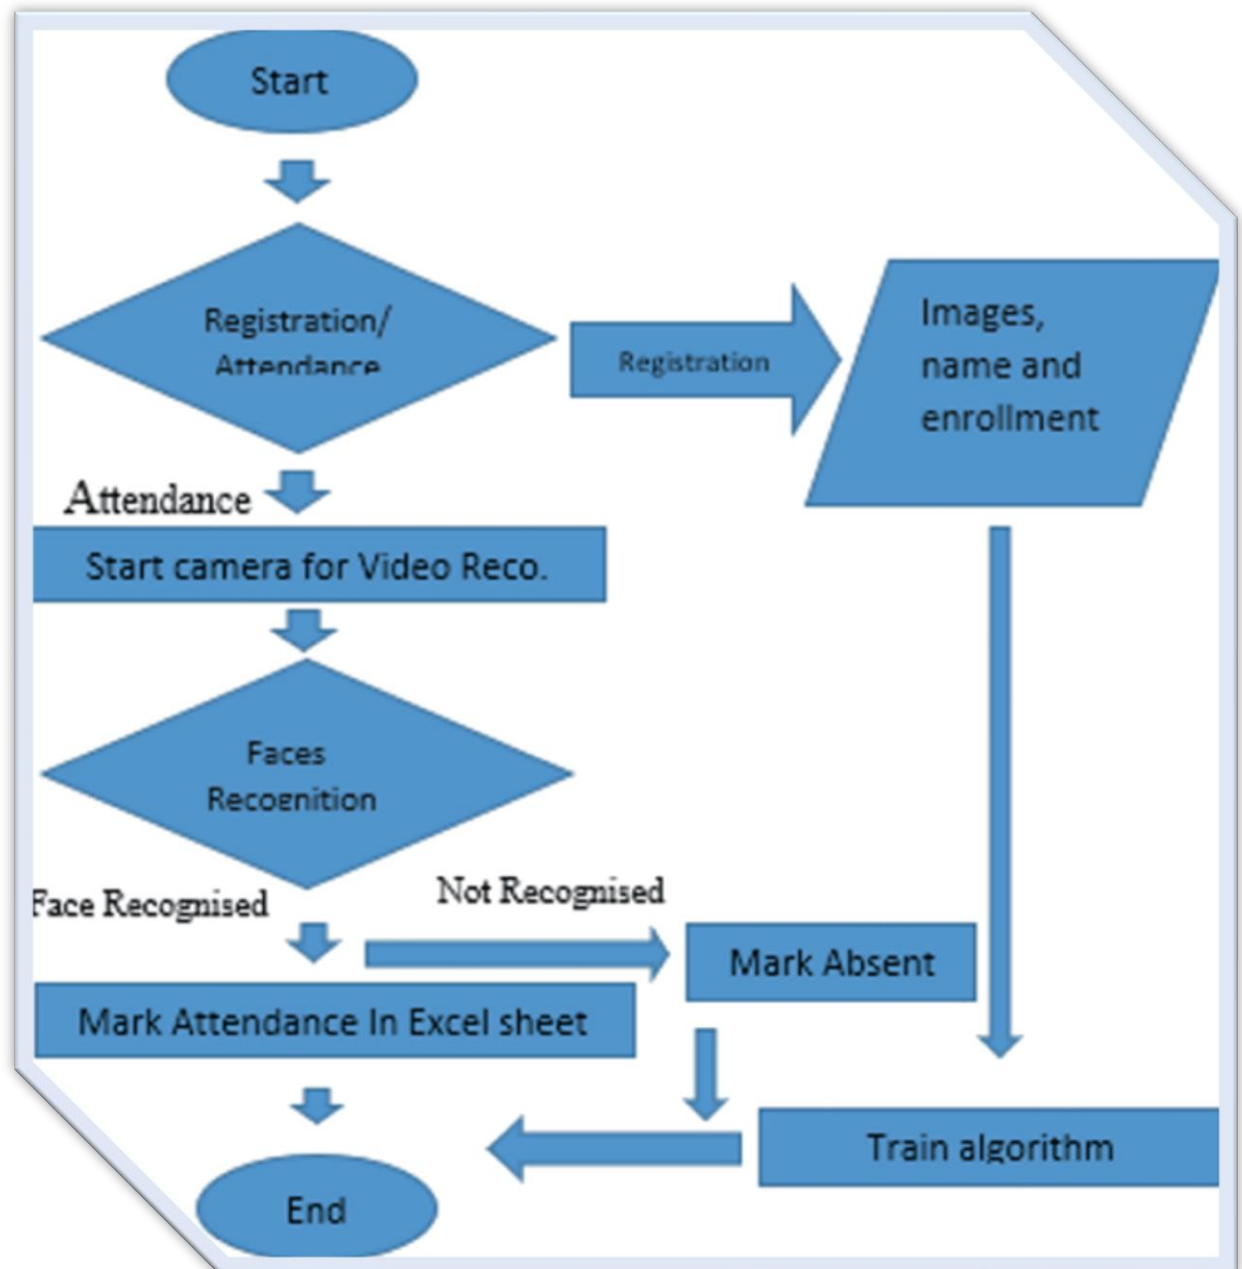 Start
Registration/
Attendance
Registration
Images,
name and
enrollment
Attendance
Start camera for Video Reco.
Faces
Recognition
Face Recognised
Not Recognised
Mark Absent
Mark Attendance In Excel sheet
Train algorithm
End